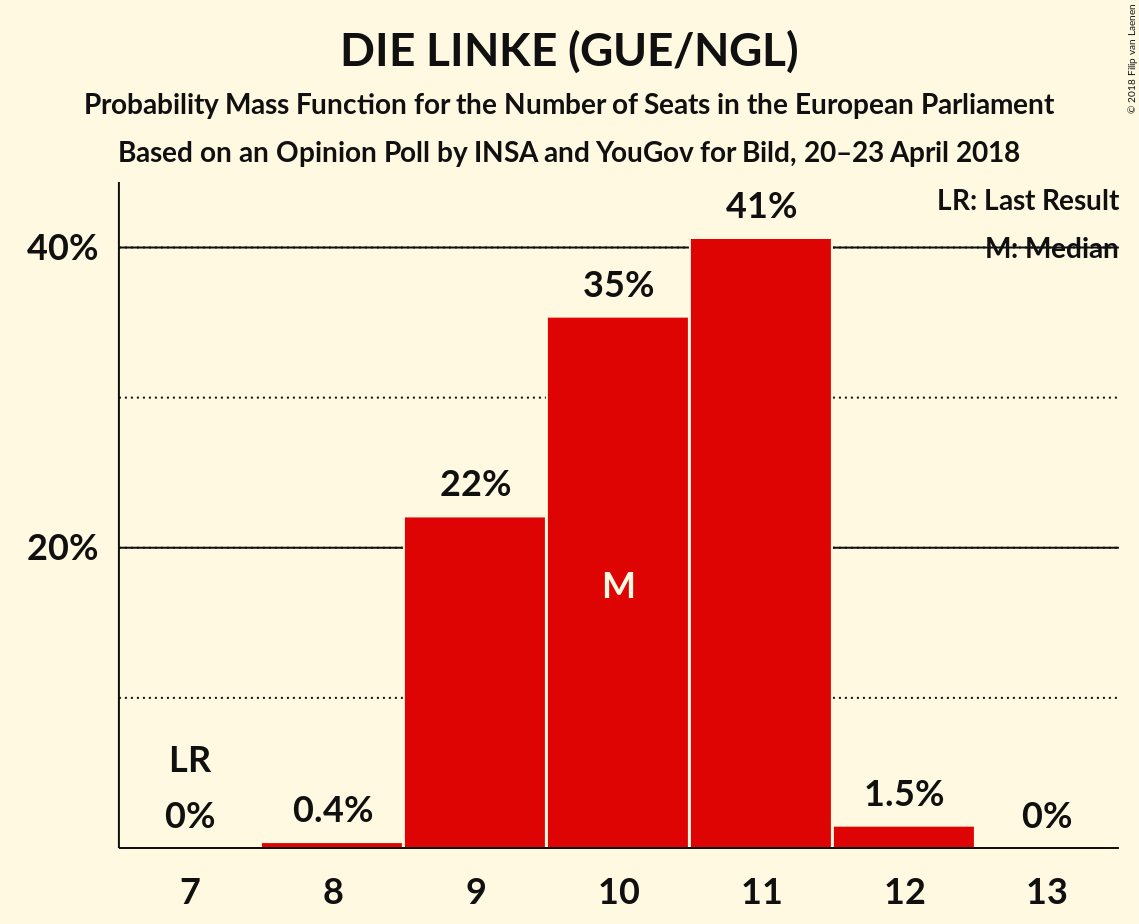 DIE LINKE (GUE/NGL)
Probability Mass Function for the Number of Seats in the European Parliament
Based on an Opinion Poll by INSA and YouGov for Bild, 20–23 April 2018
© 2018 Filip van Laenen
LR: Last Result
M: Median
40%
20%
LR
0%
0.4%
22%
35%
M
41%
1.5%
0%
7 8 9 10 11 12 13